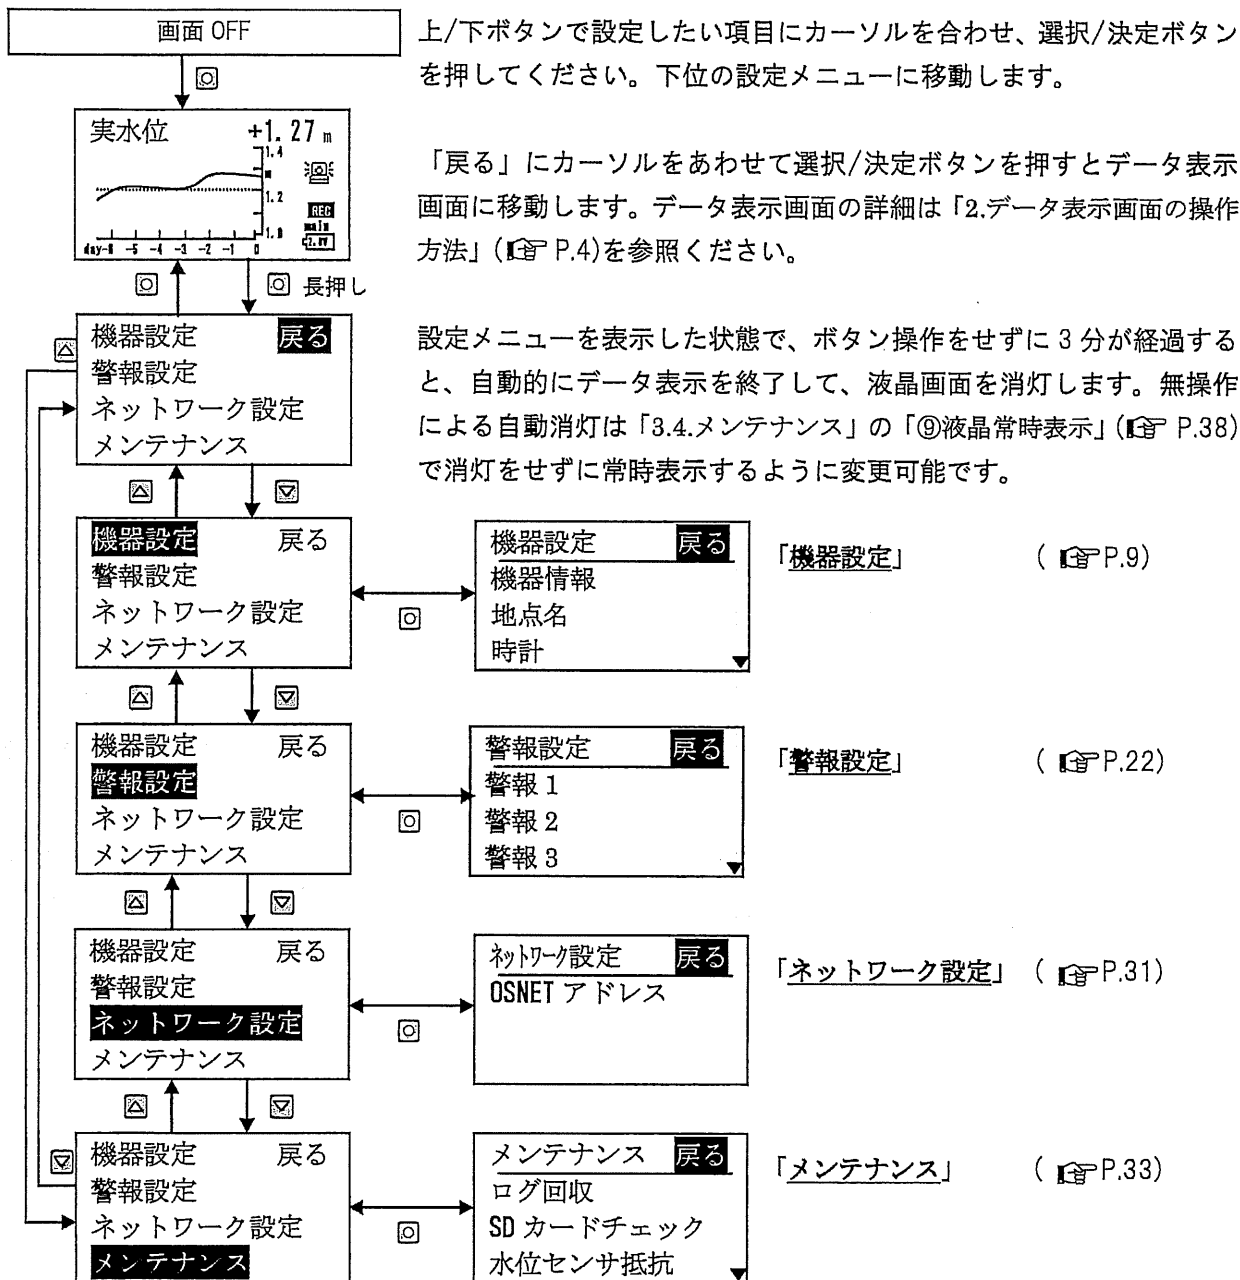 画面 OFF
上/下ボタンで設定したい項目にカーソルを合わせ、選択/決定ボタン
を押してください。下位の設定メニューに移動します。
実水位 +1.27 m
1.4
m
1.2
1.0
REC
main
day-6 -5 -4 -3 -2 -1 0
「戻る」にカーソルをあわせて選択/決定ボタンを押すとデータ表示
画面に移動します。データ表示画面の詳細は「2.データ表示画面の操作
方法」(☞ P.4)を参照ください。
長押し
機器設定 戻る
警報設定
ネットワーク設定
メンテナンス
設定メニューを表示した状態で、ボタン操作をせずに 3 分が経過する
と、自動的にデータ表示を終了して、液晶画面を消灯します。無操作
による自動消灯は「3.4.メンテナンス」の「⑨液晶常時表示」(☞ P.38)
で消灯をせずに常時表示するように変更可能です。
機器設定 戻る
警報設定
ネットワーク設定
メンテナンス
機器設定 戻る
機器情報
地点名
時計
「機器設定」 (☞P.9)
機器設定 戻る
警報設定
ネットワーク設定
メンテナンス
警報設定 戻る
警報 1
警報 2
警報 3
「警報設定」 (☞P.22)
機器設定 戻る
警報設定
ネットワーク設定
メンテナンス
ネットワーク設定 戻る
OSNET アドレス
「ネットワーク設定」 (☞P.31)
機器設定 戻る
警報設定
ネットワーク設定
メンテナンス
メンテナンス 戻る
ログ回収
SD カードチェック
水位センサ抵抗
「メンテナンス」 (☞P.33)